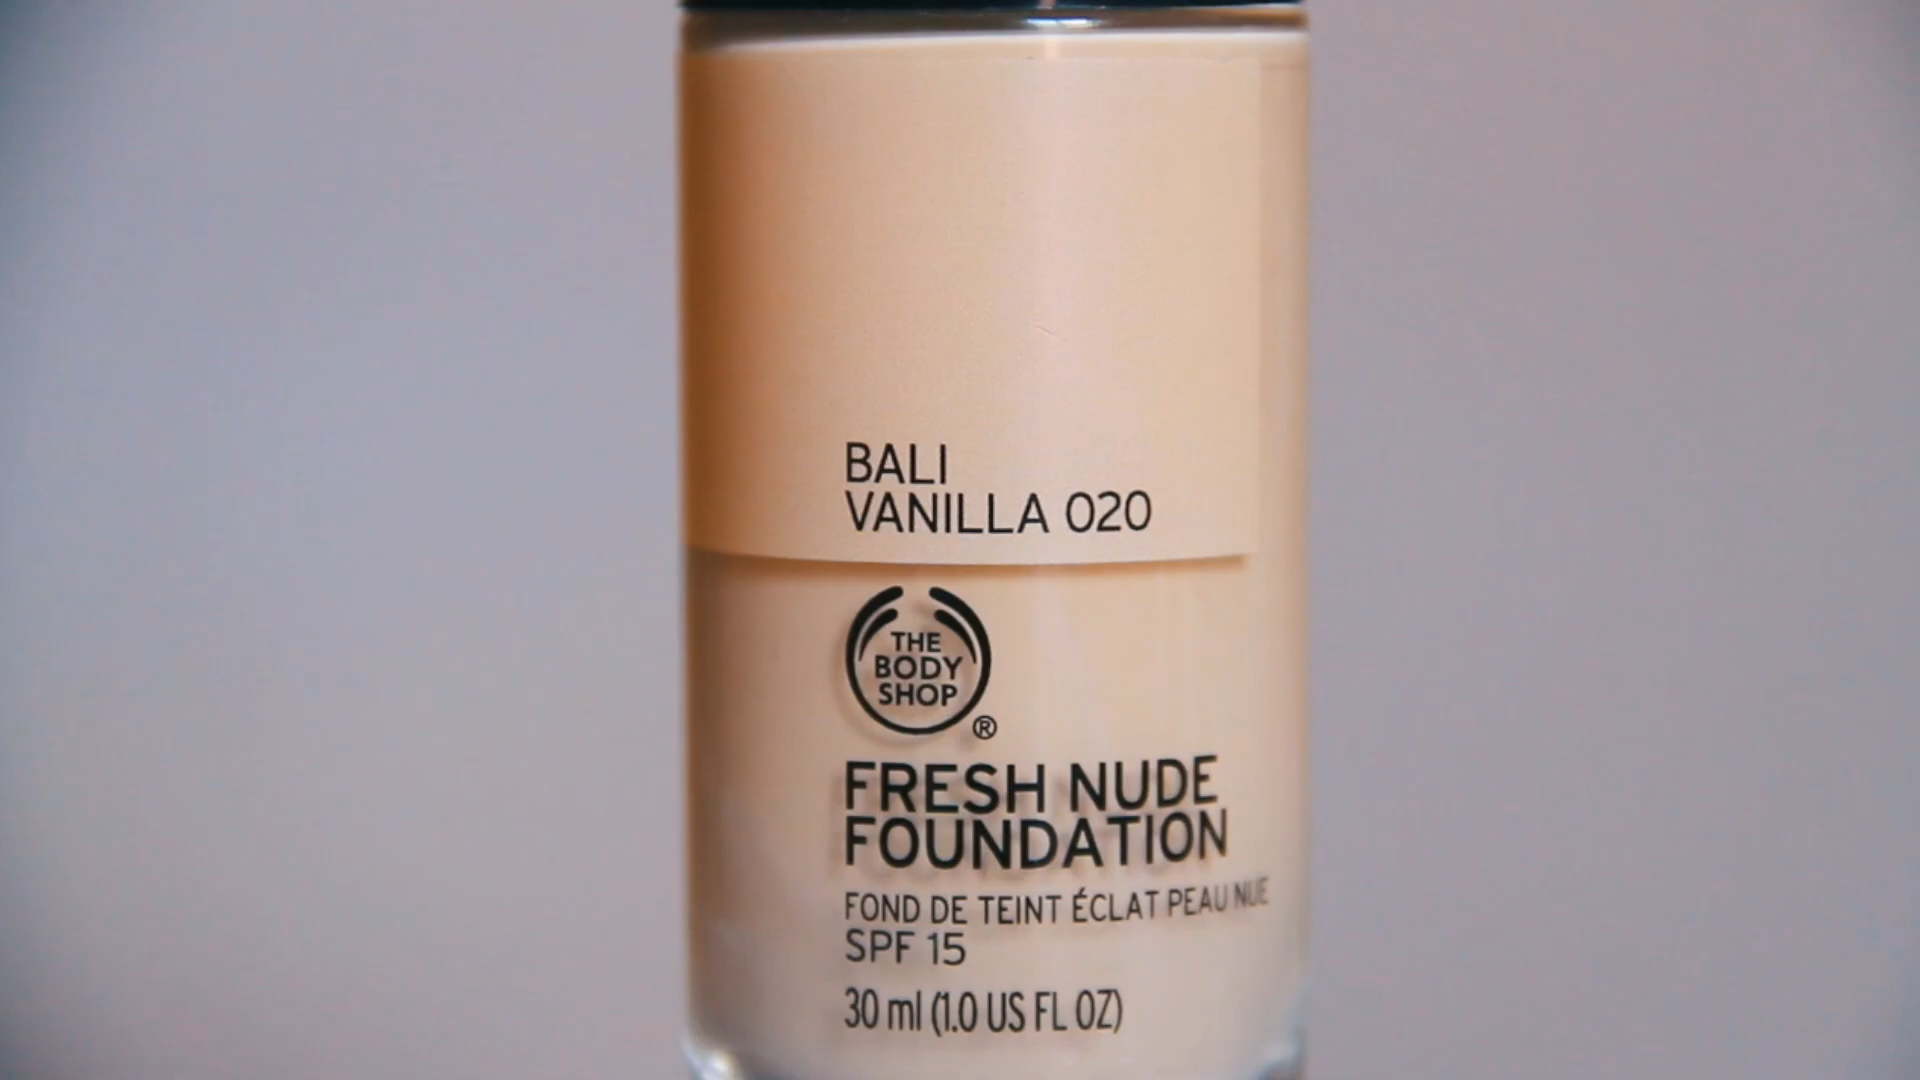 BALI
VANILLA 020
THE
BODY
SHOP
®
FRESH NUDE
FOUNDATION
FOND DE TEINT ÉCLAT PEAU NUE
SPF 15
30 ml (1.0 US FL OZ)